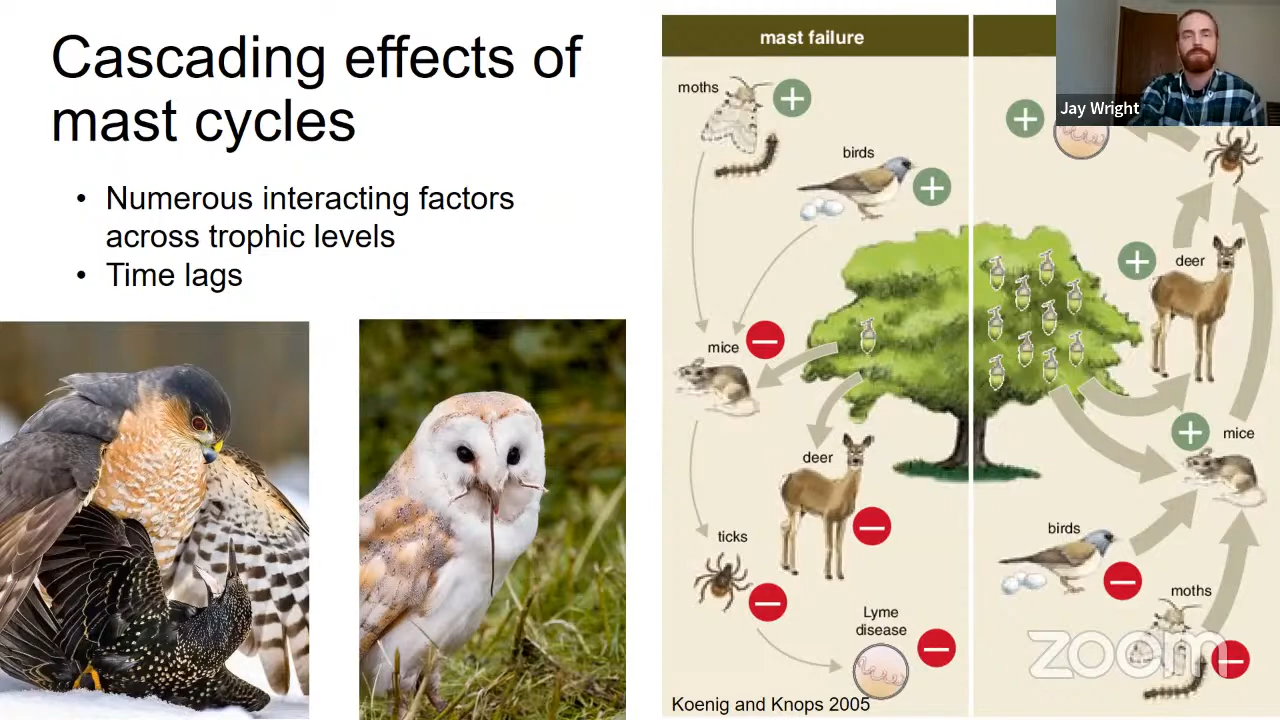 Cascading effects of
mast cycles
• Numerous interacting factors
across trophic levels
• Time lags
mast failure
moths
birds
mice
deer
ticks
Lyme
disease
Koenig and Knops 2005
Jay Wright
deer
mice
birds
moths
zoom